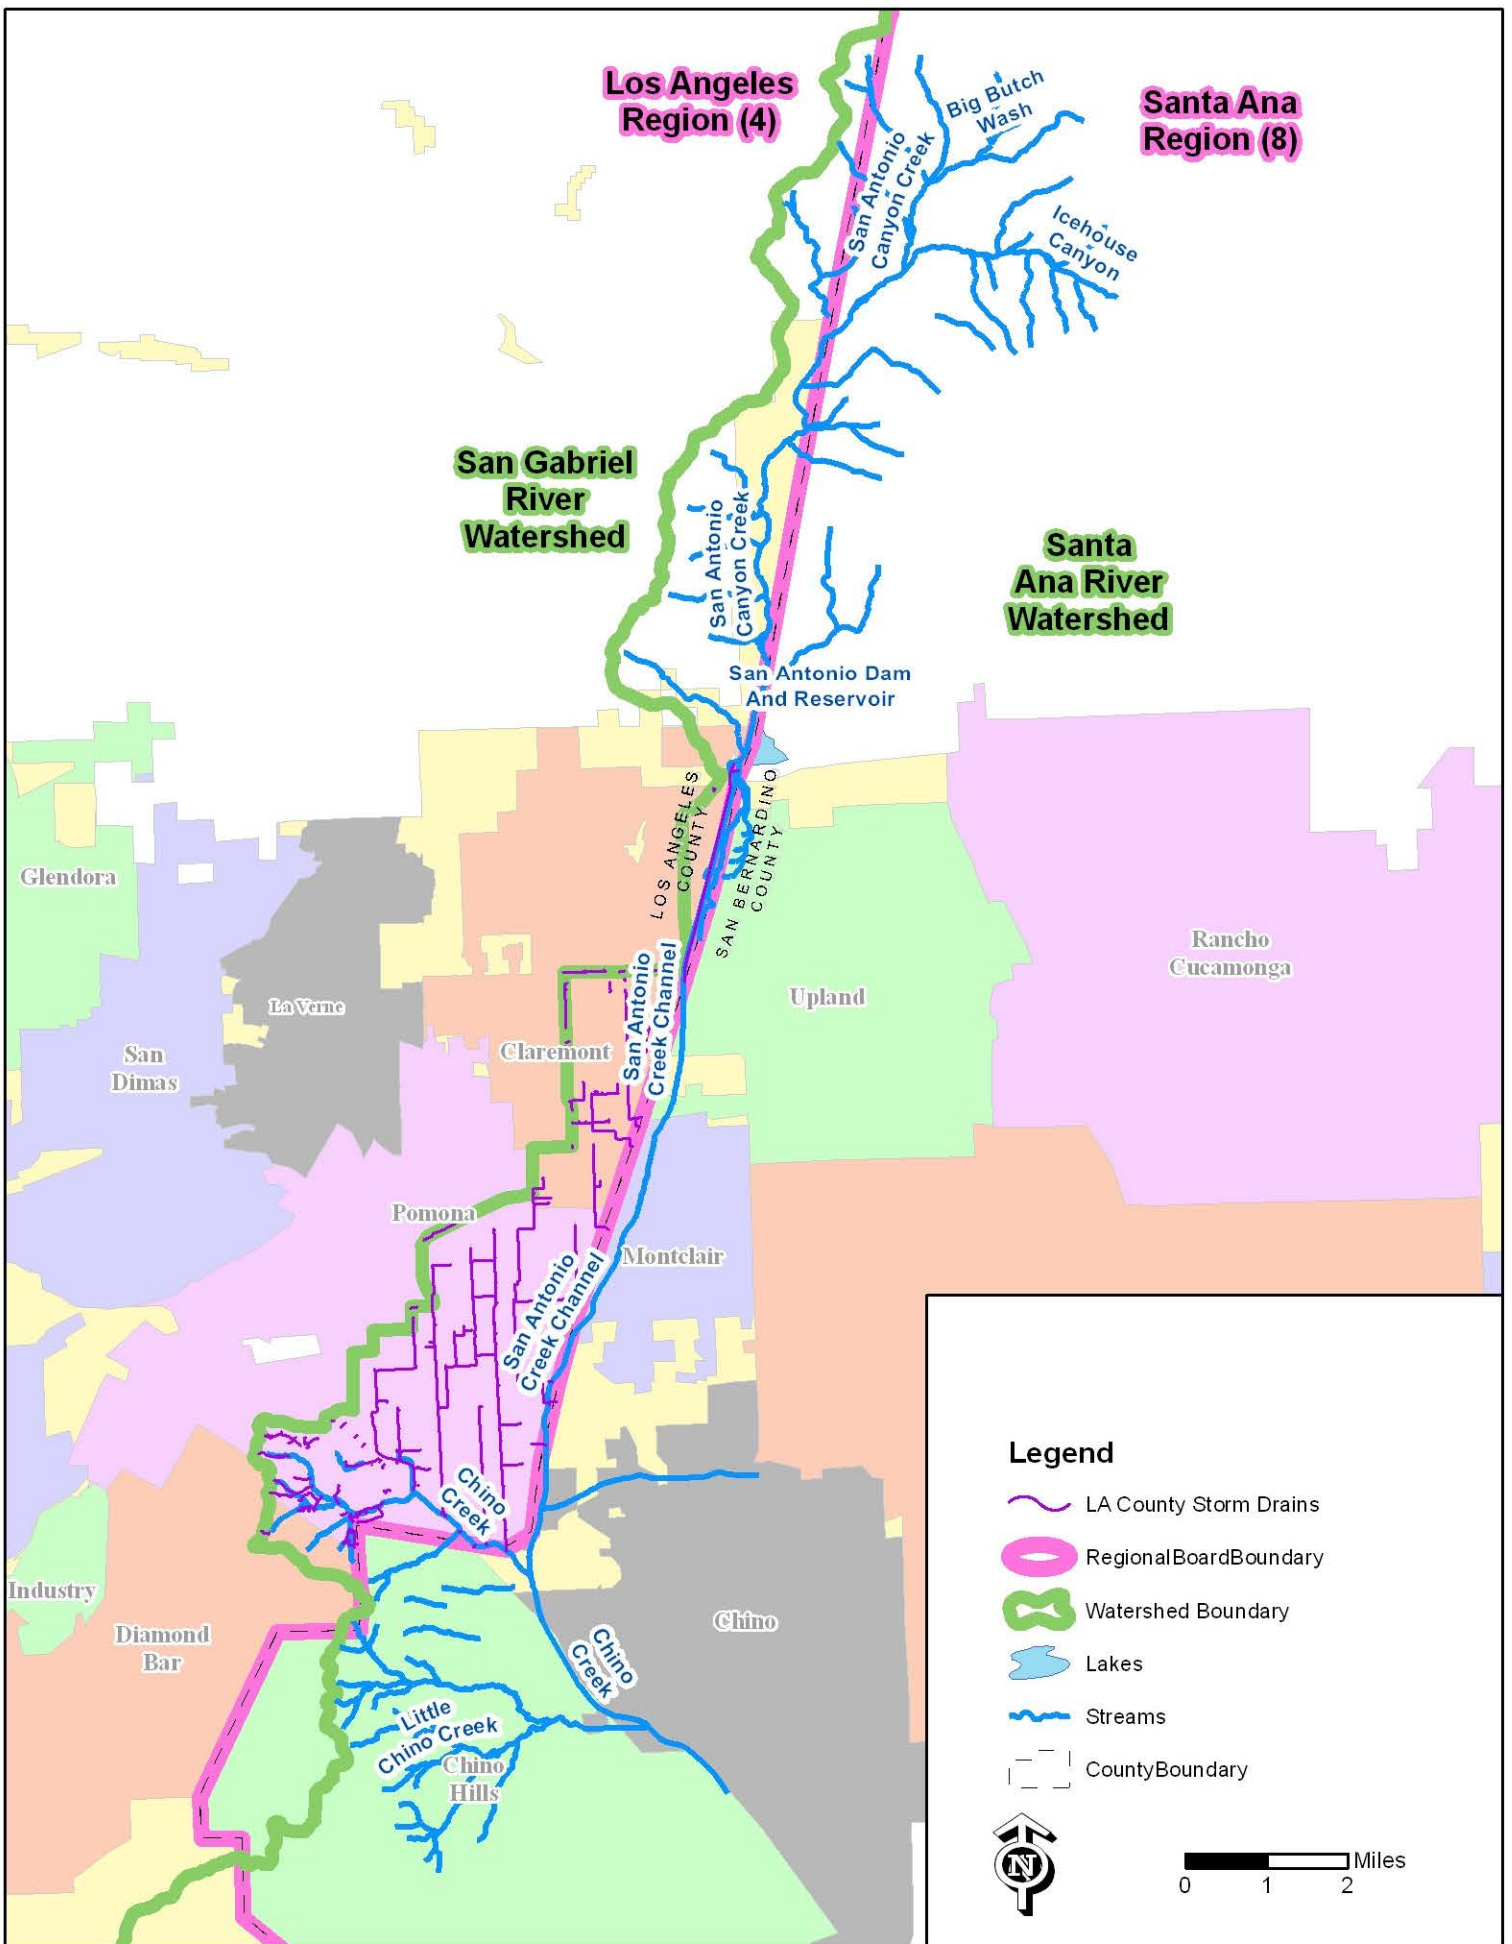 Los Angeles
Region (4)
Santa Ana
Region (8)
Big Butch
Wash
San Antonio
Canyon Creek
Icehouse
Canyon
San Gabriel
River
Watershed
San Antonio
Canyon Creek
Santa
Ana River
Watershed
San Antonio Dam
And Reservoir
LOS ANGELES
COUNTY
SAN BERNARDINO
COUNTY
Glendora
Rancho
Cucamonga
Upland
La Verne
San Antonio
Creek Channel
Claremont
San
Dimas
Pomona
Montclair
San Antonio
Creek Channel
Chino
Creek
Industry
Diamond
Bar
Chino
Chino
Creek
Little
Chino Creek
Chino
Hills
Legend
LA County Storm Drains
RegionalBoardBoundary
Watershed Boundary
Lakes
Streams
CountyBoundary
N
Miles
0 1 2